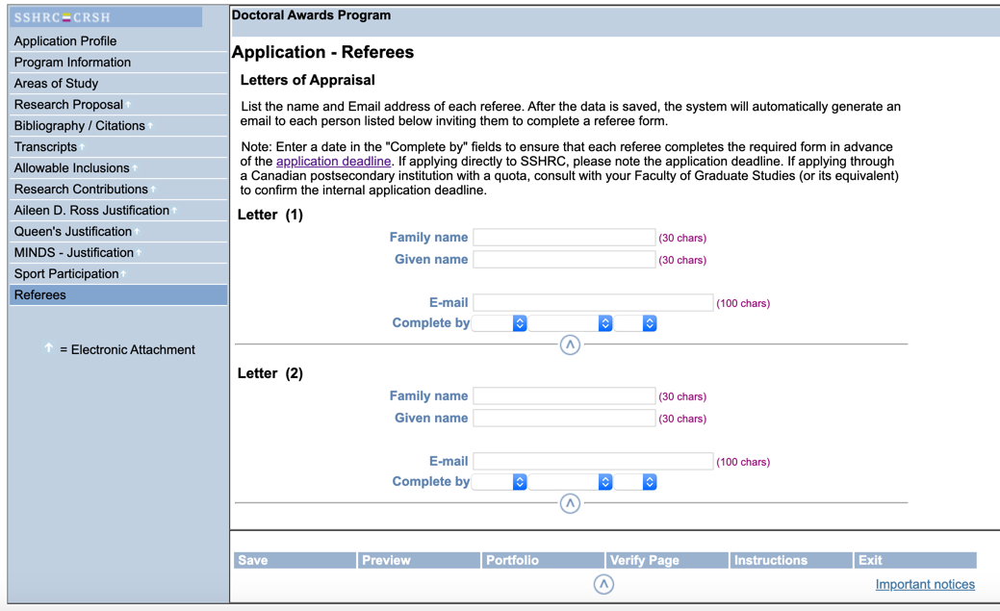 SSHRC CRSH
Application Profile
Program Information
Areas of Study
Research Proposal
Bibliography / Citations
Transcripts
Allowable Inclusions
Research Contributions
Aileen D. Ross Justification
Queen's Justification
MINDS - Justification
Sport Participation
Referees
= Electronic Attachment
Doctoral Awards Program
Application - Referees
Letters of Appraisal
List the name and Email address of each referee. After the data is saved, the system will automatically generate an
email to each person listed below inviting them to complete a referee form.
Note: Enter a date in the "Complete by" fields to ensure that each referee completes the required form in advance
of the application deadline. If applying directly to SSHRC, please note the application deadline. If applying through
a Canadian postsecondary institution with a quota, consult with your Faculty of Graduate Studies (or its equivalent)
to confirm the internal application deadline.
Letter (1)
Family name (30 chars)
Given name (30 chars)
E-mail (100 chars)
Complete by
Letter (2)
Family name (30 chars)
Given name (30 chars)
E-mail (100 chars)
Complete by
Save Preview Portfolio Verify Page Instructions Exit
Important notices